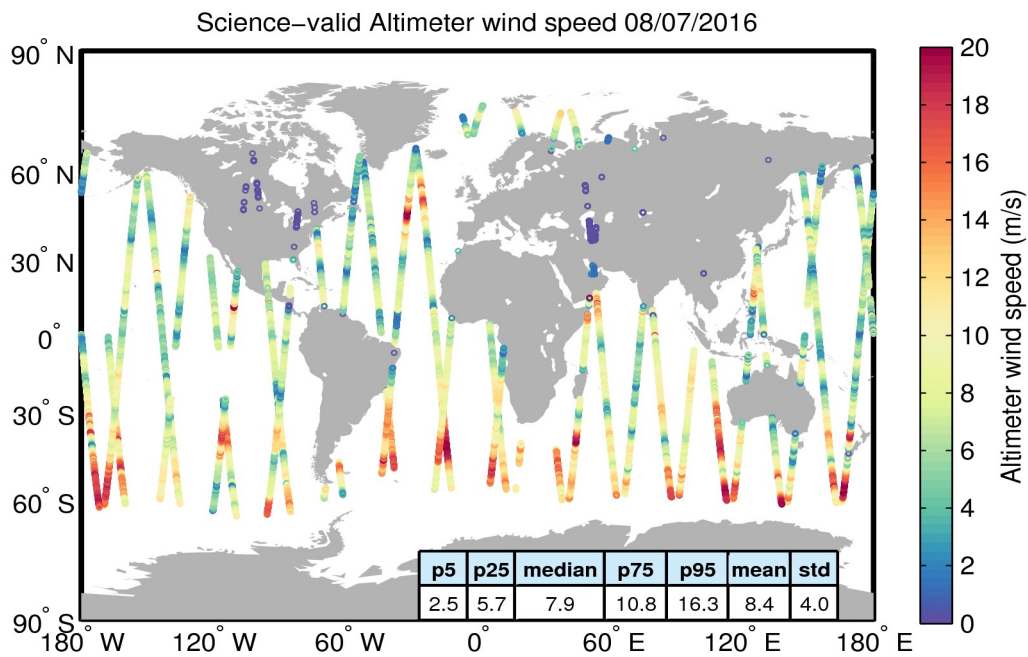 Science−valid Altimeter wind speed 08/07/2016
90° N
60° N
30° N
0°
30° S
60° S
90° S
180° W
120° W
60° W
0°
60° E
120° E
180° E
p5 p25 median p75 p95 mean std
2.5 5.7 7.9 10.8 16.3 8.4 4.0
20
18
16
14
12
10
8
6
4
2
0
Altimeter wind speed (m/s)